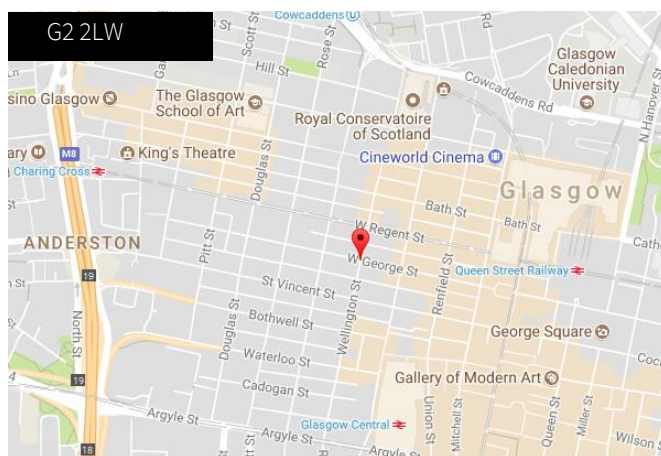 G2 2LW
Cowcaddens
Scott St
Rose St
Hill St
Cowcaddens Rd
Glasgow
Caledonian
University
N Hanover St
sino Glasgow
The Glasgow
School of Art
Royal Conservatoire
of Scotland
ary
M8
King's Theatre
Cineworld Cinema
Charing Cross
Douglas St
Glasgow
Bath St
Bath St
W Regent St
ANDERSTON
Pitt St
W George St
Queen Street Railway
Renfield St
19
St Vincent St
Wellington St
North St
Douglas St
Bothwell St
George Square
Waterloo St
Gallery of Modern Art
4
19
Cadogan St
Argyle St
Glasgow Central
Union St
Mitchell St
Queen St
Miller St
Wilson S
Argyle St
18